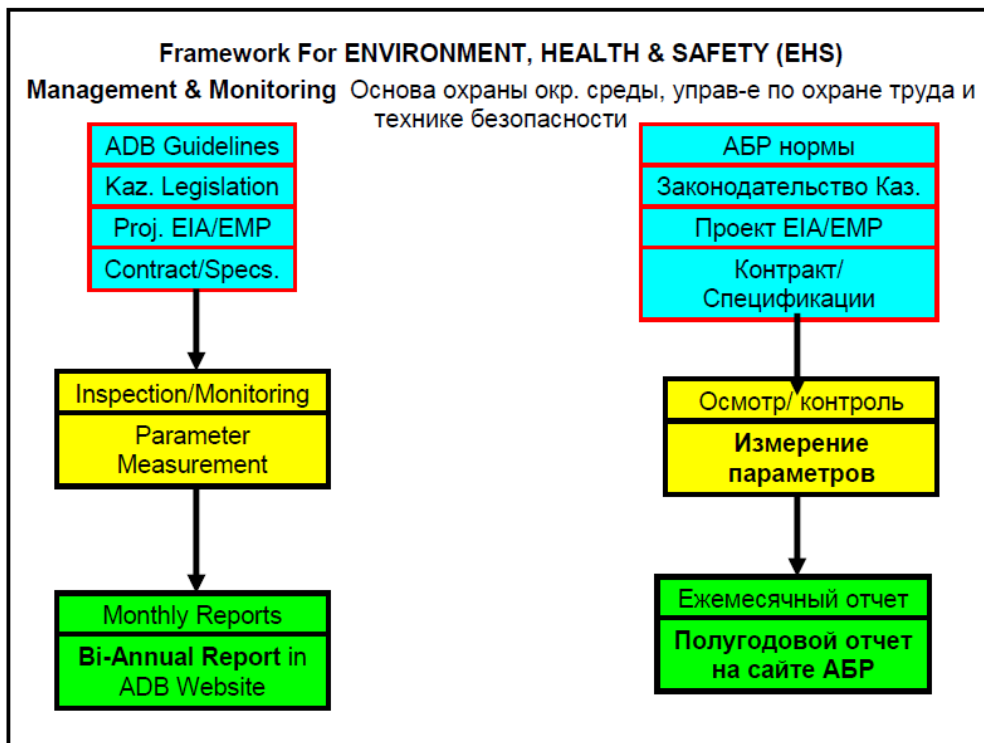 Framework For ENVIRONMENT, HEALTH & SAFETY (EHS)
Management & Monitoring Основа охраны окр. среды, управ-е по охране труда и
технике безопасности
ADB Guidelines
Kaz. Legislation
Proj. EIA/EMP
Contract/Specs.
Inspection/Monitoring
Parameter
Measurement
Monthly Reports
Bi-Annual Report in
ADB Website
АБР нормы
Законодательство Каз.
Проект EIA/EMP
Контракт/
Спецификации
Осмотр/ контроль
Измерение
параметров
Ежемесячный отчет
Полугодовой отчет
на сайте АБР